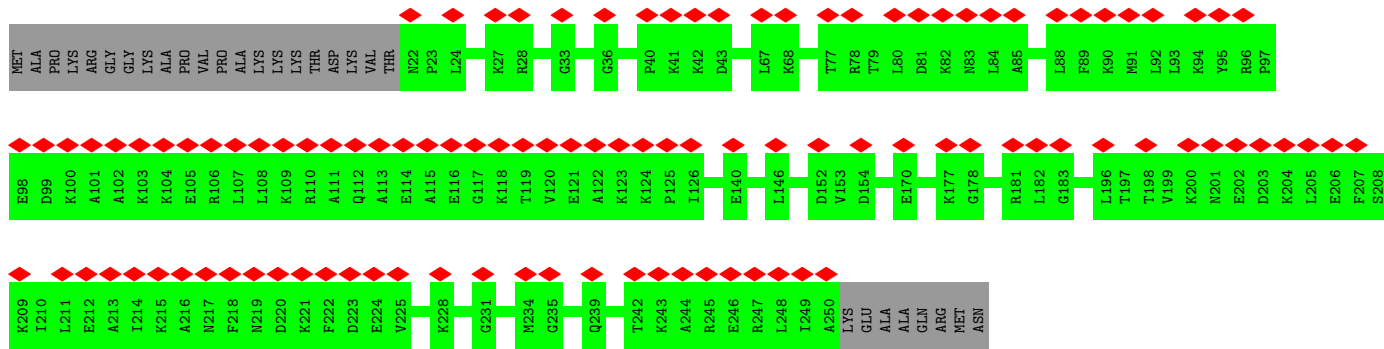 MET ALA PRO LYS ARG GLY GLY LYS ALA PRO VAL PRO ALA LYS LYS LYS THR ASP LYS VAL THR N22 P23 L24 K27 R28 G33 G36 P40 K41 K42 D43 L67 K68 T77 R78 T79 L80 D81 K82 N83 L84 A85 L88 F89 K90 M91 L92 L93 K94 Y95 R96 P97
E98 D99 K100 A101 A102 K103 K104 E105 R106 L107 L108 K109 R110 A111 Q112 A113 E114 A115 E116 G117 K118 T119 V120 E121 A122 K123 K124 P125 I126 E140 L146 D152 V153 D154 E170 K177 G178 R181 L182 G183 L196 T197 T198 V199 K200 N201 E202 D203 K204 L205 E206 F207 S208
K209 I210 L211 E212 A213 I214 K215 A216 N217 F218 N219 D220 K221 F222 D223 E224 V225 K228 G231 M234 G235 Q239 T242 K243 A244 R245 E246 R247 L248 I249 A250 LYS GLU ALA ALA GLN ARG MET ASN